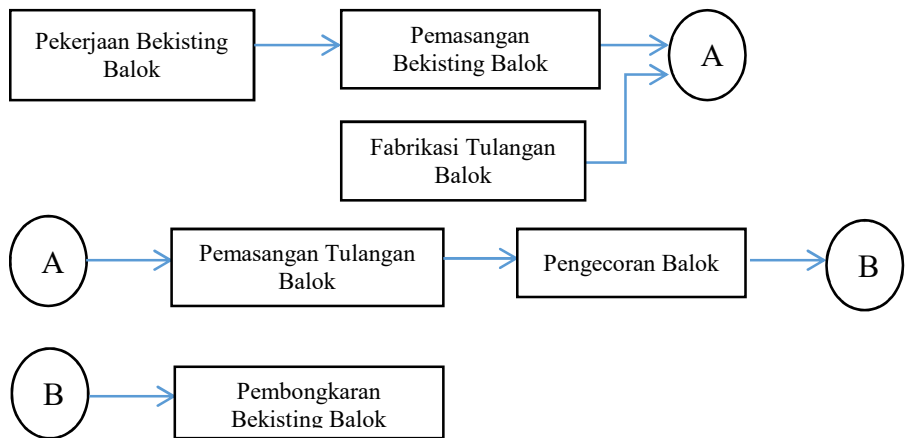 Pekerjaan Bekisting
Balok
Pemasangan
Bekisting Balok
A
Fabrikasi Tulangan
Balok
A
Pemasangan Tulangan
Balok
Pengecoran Balok
B
B
Pembongkaran
Bekisting Balok